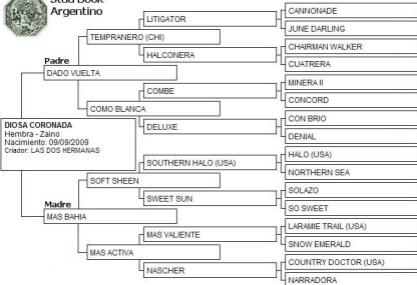 Stud Book
Argentino
CANNONADE
LITIGATOR
JUNE DARLING
TEMPRANERO (CHI)
CHAIRMAN WALKER
HALCONERA
CUATRERA
Padre
DADO VUELTA
MINERA II
COMBE
CONCORD
COMO BLANCA
CON BRIO
DELUXE
DENIAL
DIOSA CORONADA
Hembra - Zaino
Nacimiento: 09/09/2009
Criador: LAS DOS HERMANAS
HALO (USA)
SOUTHERN HALO (USA)
NORTHERN SEA
SOFT SHEEN
SOLAZO
SWEET SUN
SO SWEET
Madre
MAS BAHIA
LARAMIE TRAIL (USA)
MAS VALIENTE
SNOW EMERALD
MAS ACTIVA
COUNTRY DOCTOR (USA)
NASCHER
NARRADORA